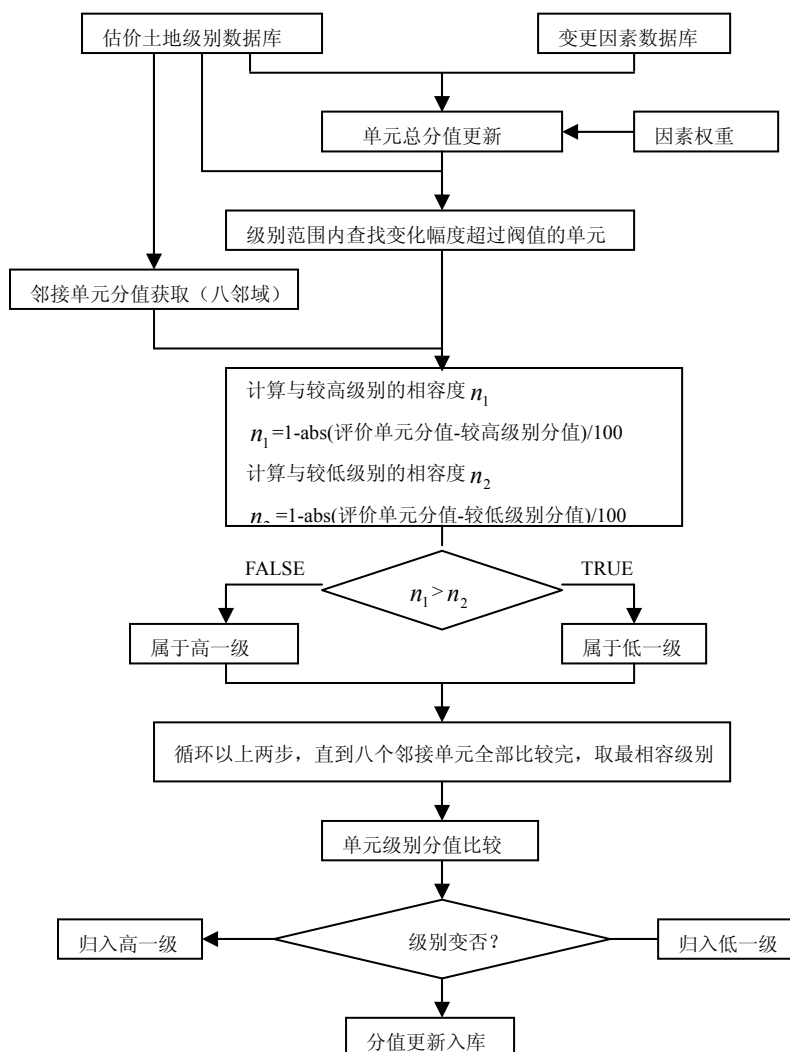 估价土地级别数据库
变更因素数据库
单元总分值更新
因素权重
级别范围内查找变化幅度超过阀值的单元
邻接单元分值获取（八邻域）
计算与较高级别的相容度 n₁
n₁=1-abs(评价单元分值-较高级别分值)/100
计算与较低级别的相容度 n₂
n₂=1-abs(评价单元分值-较低级别分值)/100
FALSE
TRUE
n₁> n₂
属于高一级
属于低一级
循环以上两步，直到八个邻接单元全部比较完，取最相容级别
单元级别分值比较
归入高一级
级别变否？
归入低一级
分值更新入库